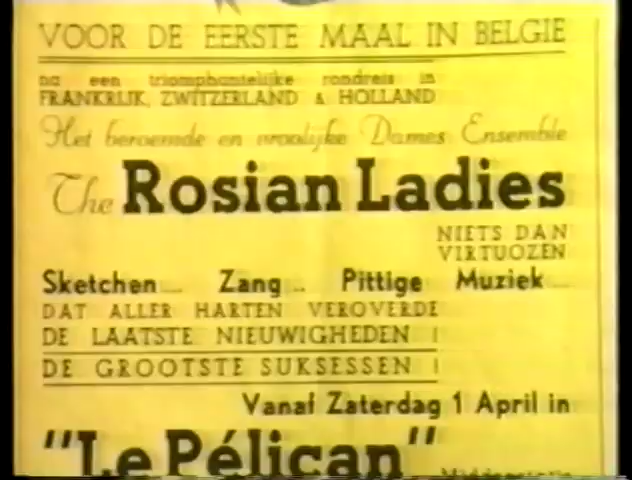 VOOR DE EERSTE MAAL IN BELGIE
na een triomphantelijke rondreis in
FRANKRIJK, ZWITZERLAND & HOLLAND
Het beroemde en vroolijke Dames Ensemble
The Rosian Ladies
NIETS DAN
VIRTUOZEN
Sketchen.... Zang... Pittige Muziek....
DAT ALLER HARTEN VEROVERDE
DE LAATSTE NIEUWIGHEDEN !
DE GROOTSTE SUKSESSEN !
Vanaf Zaterdag 1 April in
"Le Pélican"